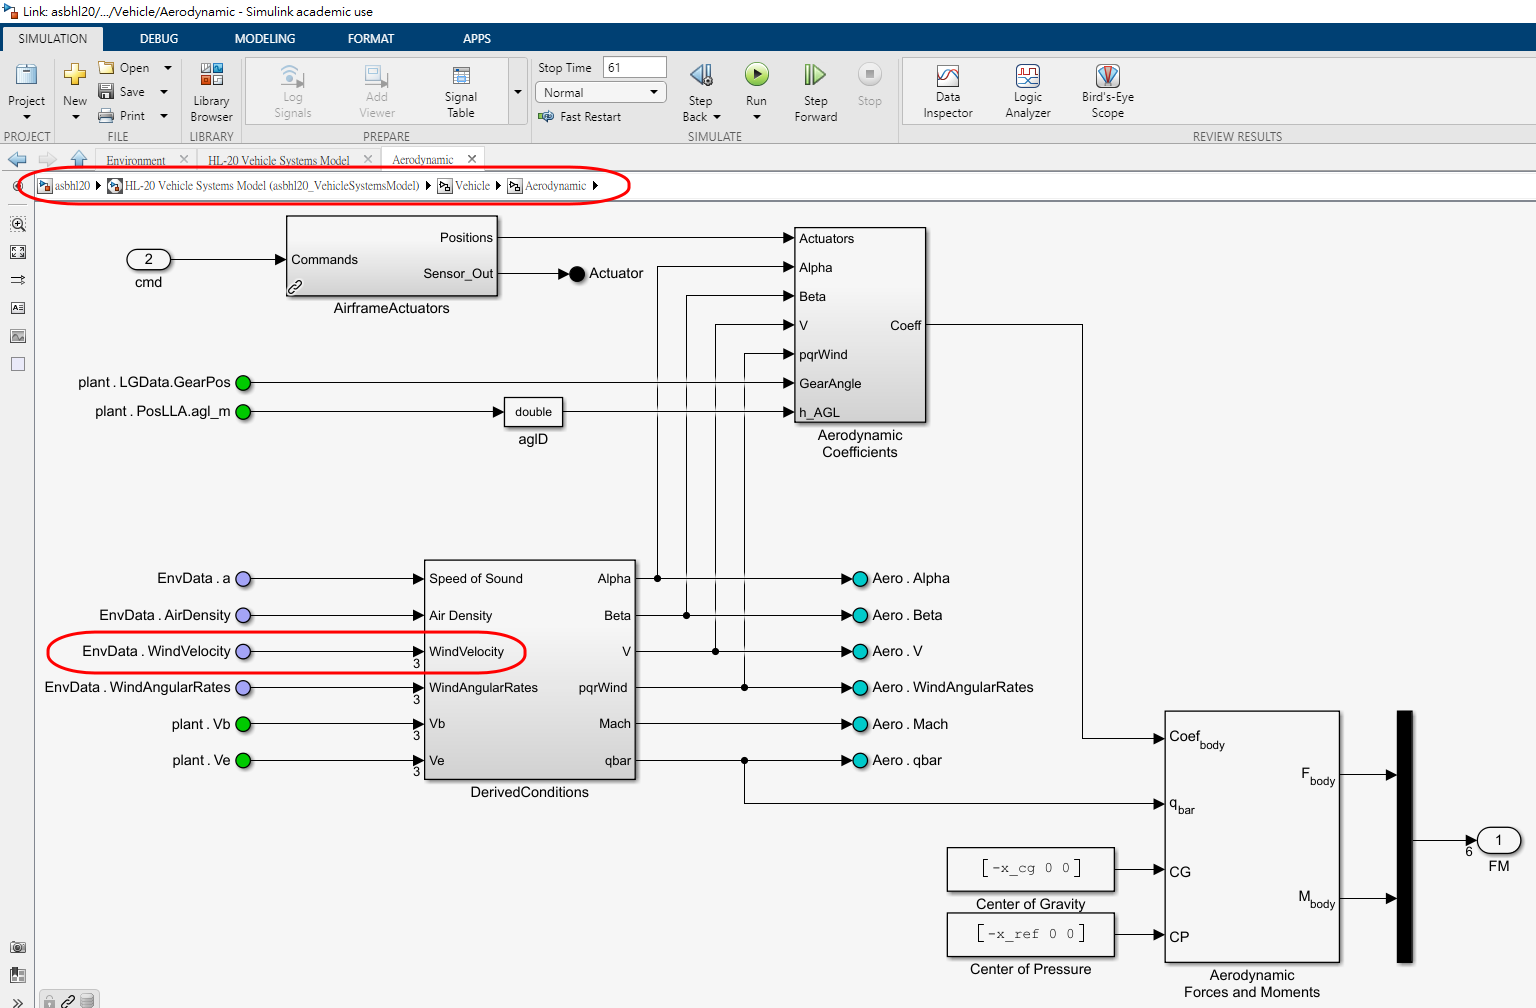 Link: asbhl20/.../Vehicle/Aerodynamic - Simulink academic use
SIMULATION DEBUG MODELING FORMAT APPS
Project
PROJECT
New
Open
Save
Print
FILE
Library
Browser
LIBRARY
Log
Signals
Add
Viewer
Signal
Table
PREPARE
Stop Time 61
Normal
Fast Restart
Step
Back
Run
Step
Forward
Stop
SIMULATE
Data
Inspector
Logic
Analyzer
Bird's-Eye
Scope
REVIEW RESULTS
Environment HL-20 Vehicle Systems Model Aerodynamic
asbhl20 HL-20 Vehicle Systems Model (asbhl20_VehicleSystemsModel) Vehicle Aerodynamic
2
cmd
Commands
Positions
Sensor_Out
AirframeActuators
Actuator
Actuators
Alpha
Beta
V
pqrWind
GearAngle
h_AGL
Coeff
Aerodynamic
Coefficients
plant . LGData.GearPos
plant . PosLLA.agl_m
double
aglD
EnvData . a
EnvData . AirDensity
EnvData . WindVelocity
EnvData . WindAngularRates
plant . Vb
plant . Ve
3
3
3
3
Speed of Sound
Air Density
WindVelocity
WindAngularRates
Vb
Ve
Alpha
Beta
V
pqrWind
Mach
qbar
DerivedConditions
Aero . Alpha
Aero . Beta
Aero . V
Aero . WindAngularRates
Aero . Mach
Aero . qbar
Coef body
q bar
CG
CP
F body
M body
Aerodynamic
Forces and Moments
[ -x_cg 0 0 ]
Center of Gravity
[ -x_ref 0 0 ]
Center of Pressure
6
1
FM